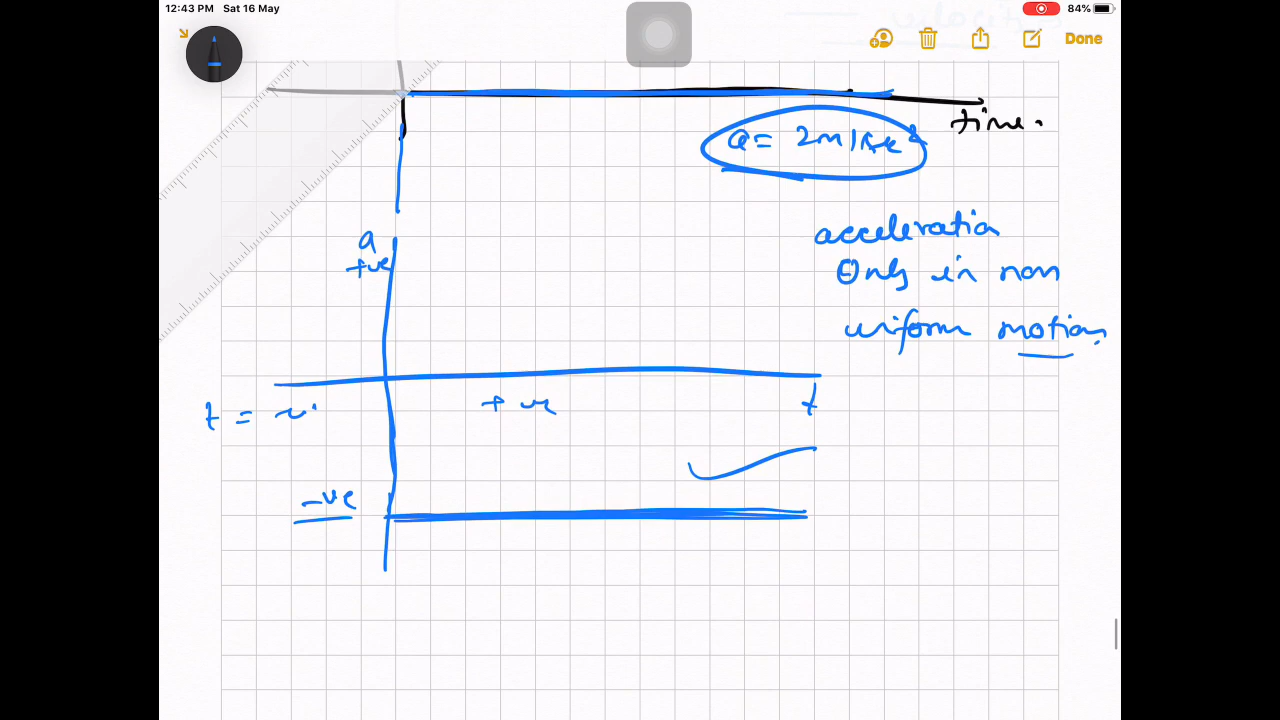 12:43 PM Sat 16 May
84%
Done
time.
a = 2m/sec²
a
+ve
acceleration
Only in non
uniform motion.
t =
+ ve
t
-ve